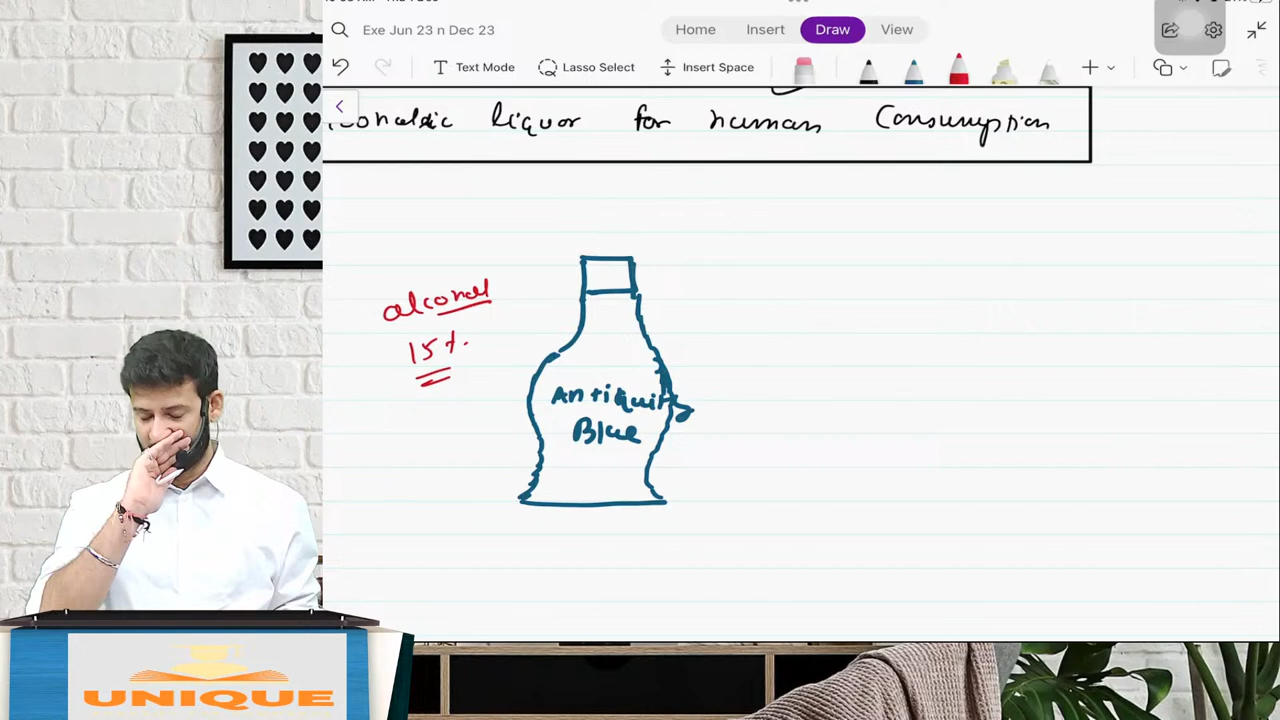 Exe Jun 23 n Dec 23
Home Insert Draw View
Text Mode Lasso Select Insert Space
liquor for human Consumption
alcohol
15%.
Antiquity
Blue
UNIQUE